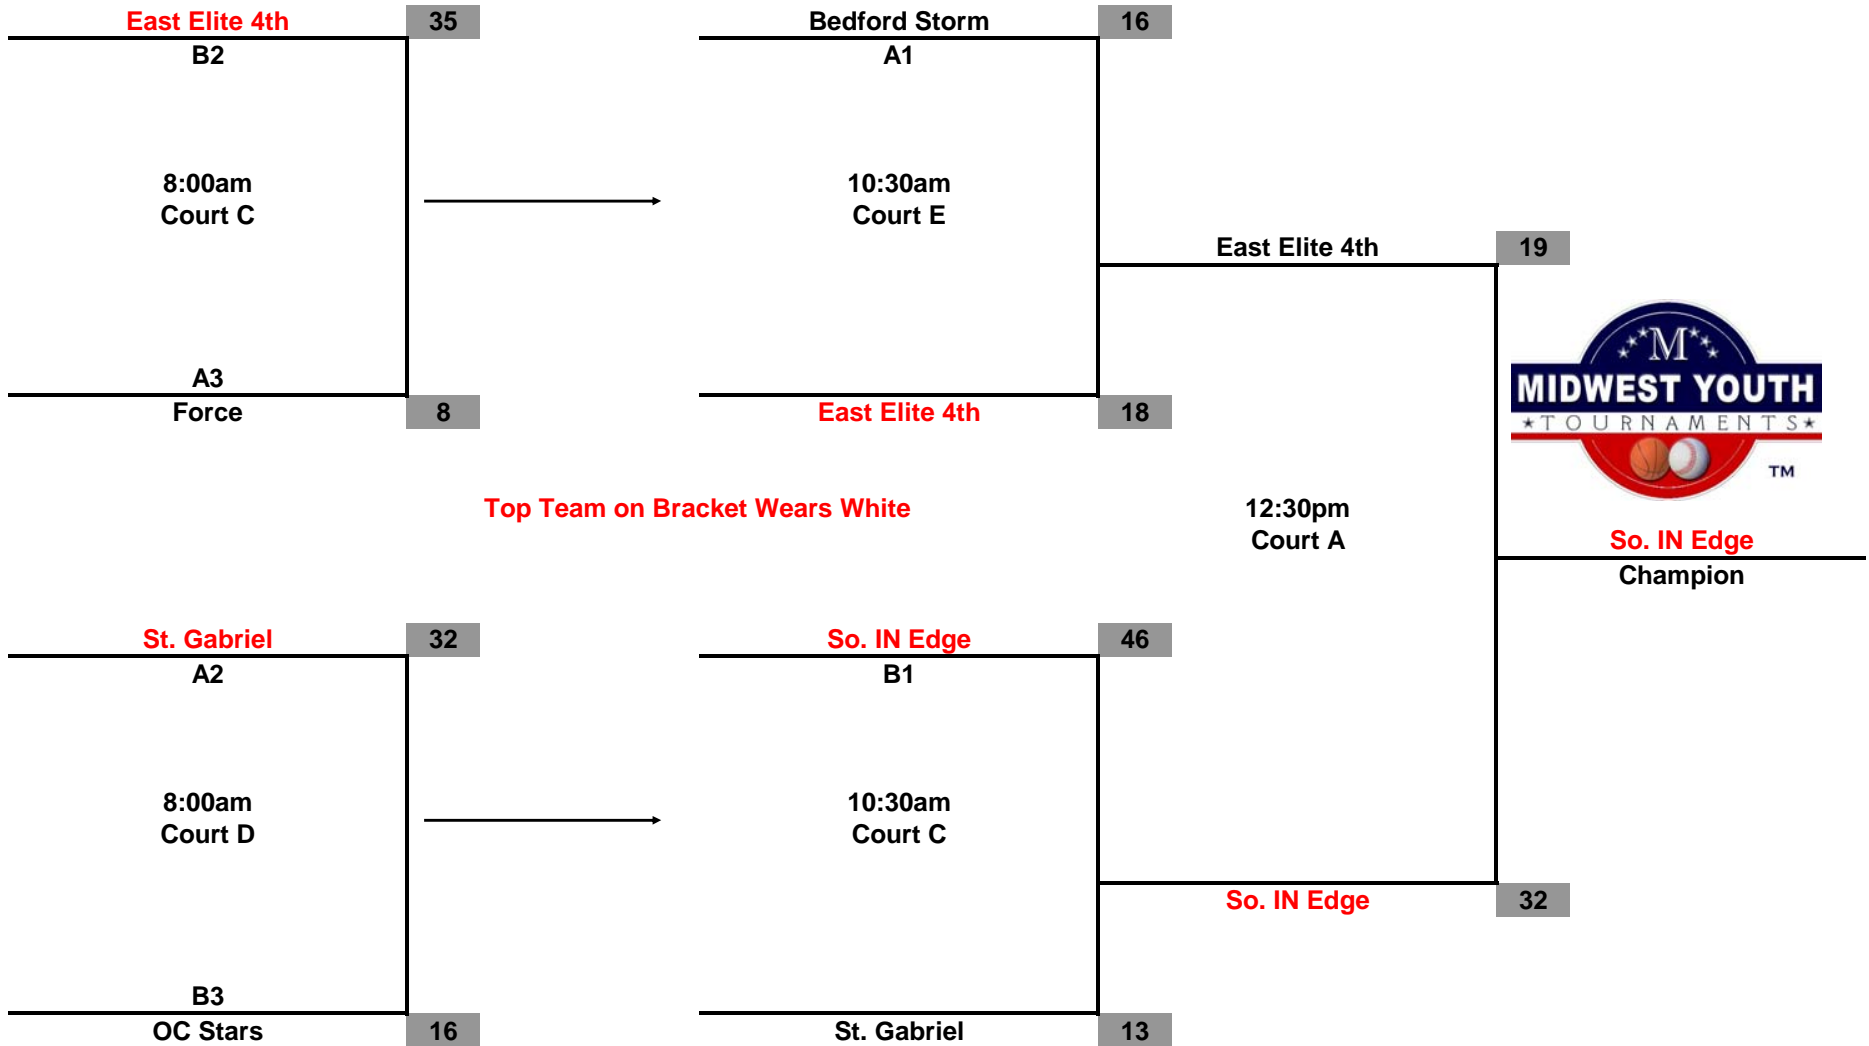 East Elite 4th 35
B2
8:00am
Court C
A3
Force 8
Bedford Storm 16
A1
10:30am
Court E
East Elite 4th 18
East Elite 4th 19
M
MIDWEST YOUTH
★TOURNAMENTS★
TM
Top Team on Bracket Wears White
12:30pm
Court A
So. IN Edge
Champion
St. Gabriel 32
A2
8:00am
Court D
B3
OC Stars 16
So. IN Edge 46
B1
10:30am
Court C
St. Gabriel 13
So. IN Edge 32